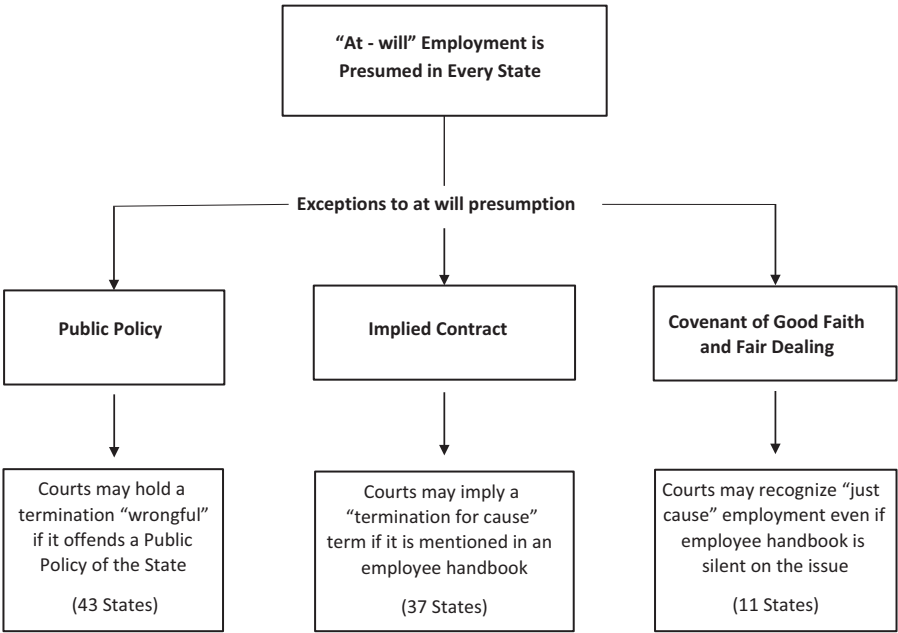 “At - will” Employment is
Presumed in Every State
Exceptions to at will presumption
Public Policy
Implied Contract
Covenant of Good Faith
and Fair Dealing
Courts may hold a
termination “wrongful”
if it offends a Public
Policy of the State
(43 States)
Courts may imply a
“termination for cause”
term if it is mentioned in an
employee handbook
(37 States)
Courts may recognize “just
cause” employment even if
employee handbook is
silent on the issue
(11 States)